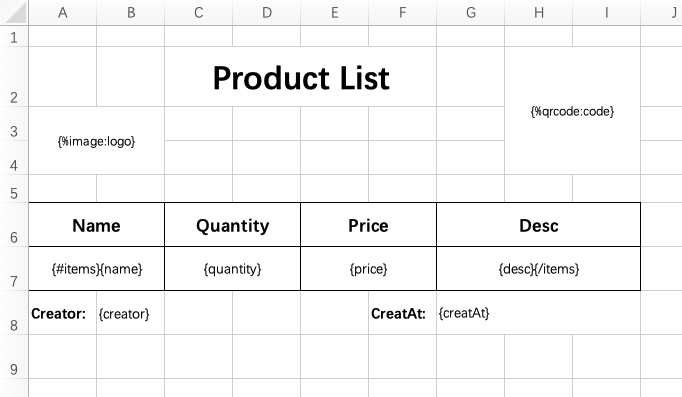 A B C D E F G H I J
1
2 Product List
{%qrcode:code}
3
{%image:logo}
4
5
6 Name Quantity Price Desc
7 {#items}{name} {quantity} {price} {desc}{/items}
8 Creator: {creator} CreatAt: {creatAt}
9